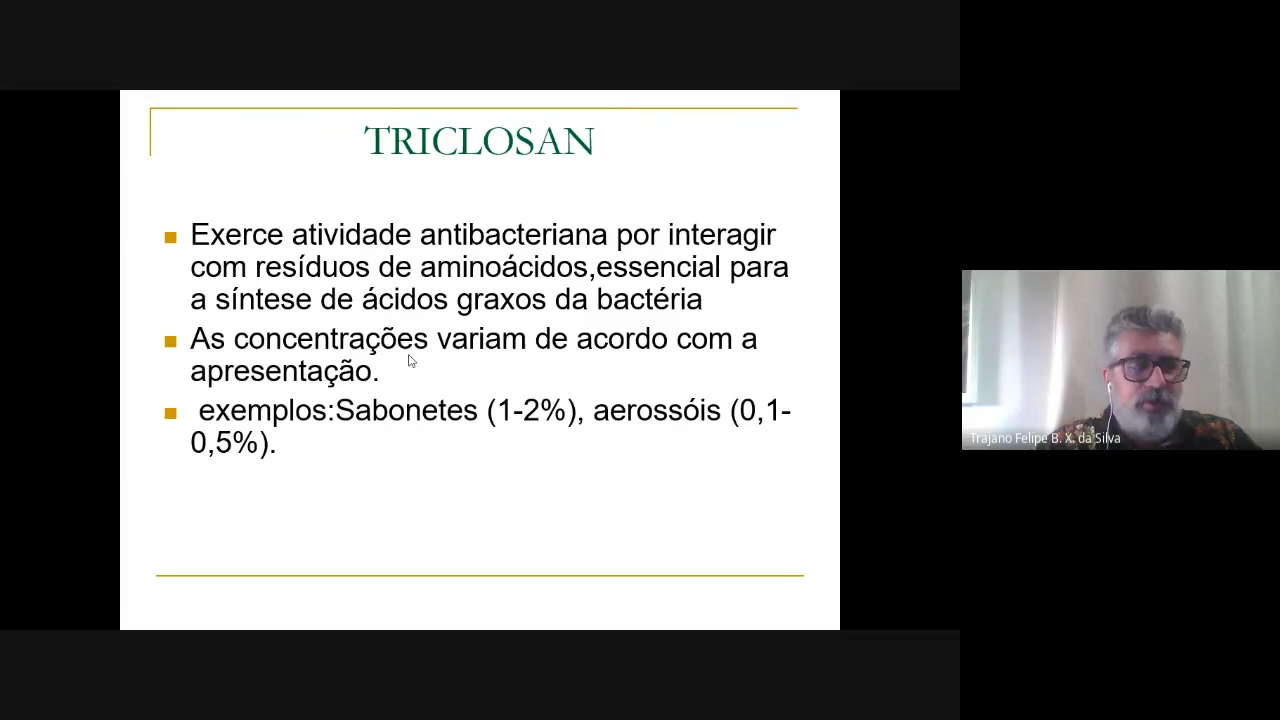 TRICLOSAN
Exerce atividade antibacteriana por interagir
com resíduos de aminoácidos,essencial para
a síntese de ácidos graxos da bactéria
As concentrações variam de acordo com a
apresentação.
exemplos:Sabonetes (1-2%), aerossóis (0,1-
0,5%).
Trajano Felipe B. X. da Silva